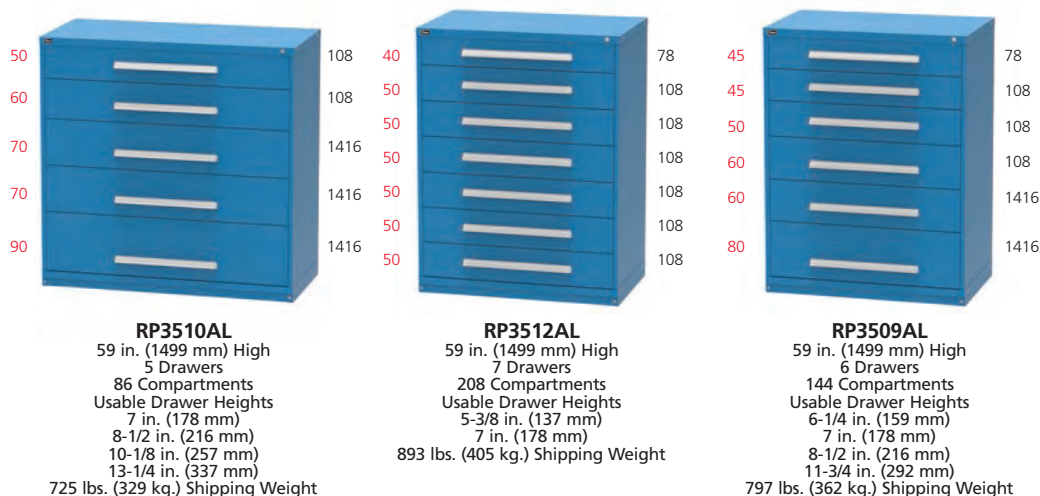 50
60
70
70
90
108
108
1416
1416
1416
RP3510AL
59 in. (1499 mm) High
5 Drawers
86 Compartments
Usable Drawer Heights
7 in. (178 mm)
8-1/2 in. (216 mm)
10-1/8 in. (257 mm)
13-1/4 in. (337 mm)
725 lbs. (329 kg.) Shipping Weight
40
50
50
50
50
50
50
78
108
108
108
108
108
108
RP3512AL
59 in. (1499 mm) High
7 Drawers
208 Compartments
Usable Drawer Heights
5-3/8 in. (137 mm)
7 in. (178 mm)
893 lbs. (405 kg.) Shipping Weight
45
45
50
60
60
80
78
108
108
108
1416
1416
RP3509AL
59 in. (1499 mm) High
6 Drawers
144 Compartments
Usable Drawer Heights
6-1/4 in. (159 mm)
7 in. (178 mm)
8-1/2 in. (216 mm)
11-3/4 in. (292 mm)
797 lbs. (362 kg.) Shipping Weight